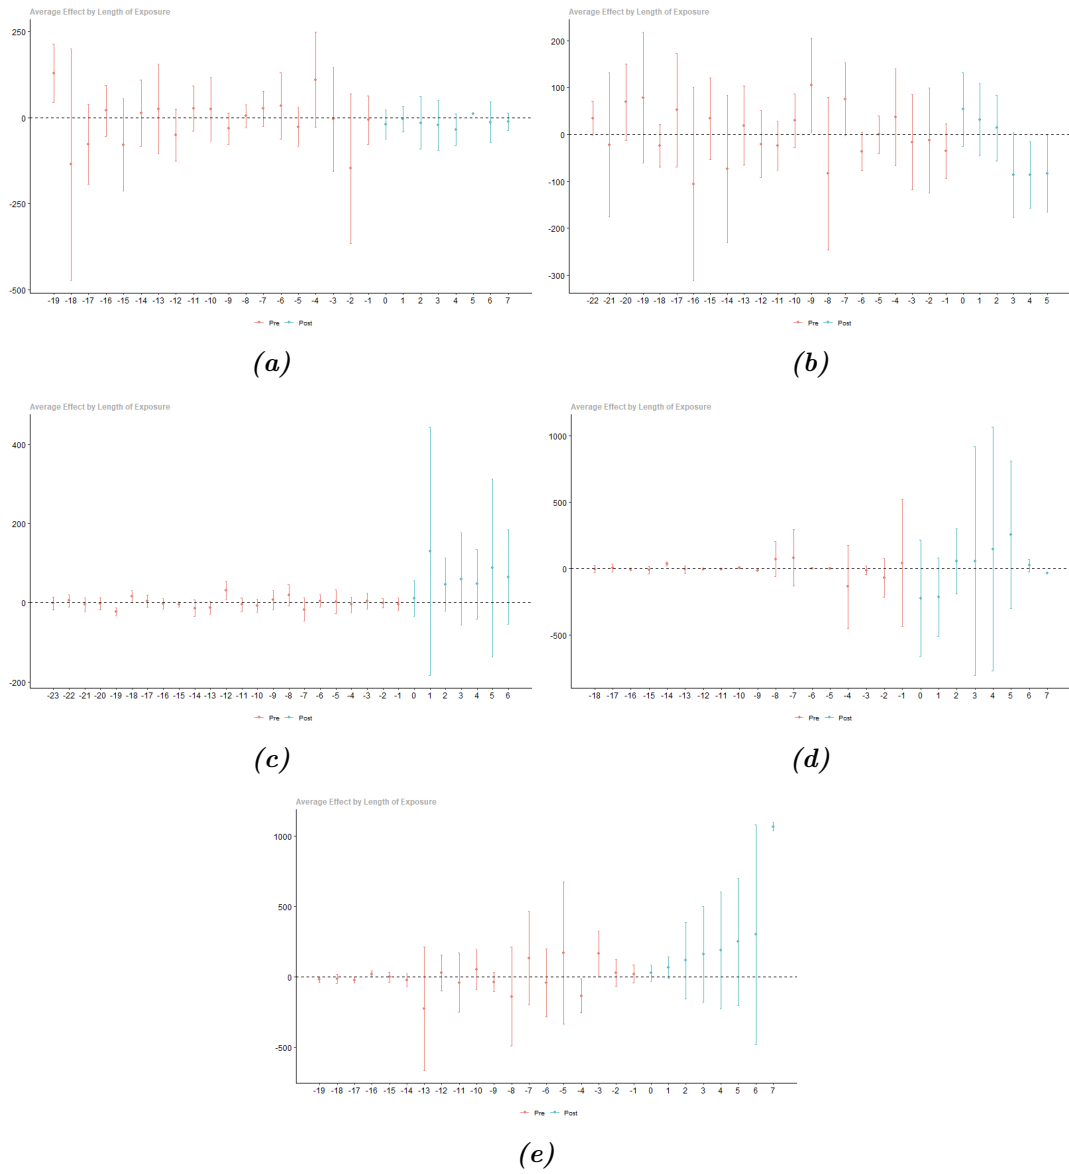 Average Effect by Length of Exposure
250
0
-250
-500
-19 -18 -17 -16 -15 -14 -13 -12 -11 -10 -9 -8 -7 -6 -5 -4 -3 -2 -1 0 1 2 3 4 5 6 7
Pre Post
(a)
Average Effect by Length of Exposure
200
100
0
-100
-200
-300
-22 -21 -20 -19 -18 -17 -16 -15 -14 -13 -12 -11 -10 -9 -8 -7 -6 -5 -4 -3 -2 -1 0 1 2 3 4 5
Pre Post
(b)
Average Effect by Length of Exposure
400
200
0
-200
-23 -22 -21 -20 -19 -18 -17 -16 -15 -14 -13 -12 -11 -10 -9 -8 -7 -6 -5 -4 -3 -2 -1 0 1 2 3 4 5 6
Pre Post
(c)
Average Effect by Length of Exposure
1000
500
0
-500
-18 -17 -16 -15 -14 -13 -12 -11 -10 -9 -8 -7 -6 -5 -4 -3 -2 -1 0 1 2 3 4 5 6 7
Pre Post
(d)
Average Effect by Length of Exposure
1000
500
0
-500
-19 -18 -17 -16 -15 -14 -13 -12 -11 -10 -9 -8 -7 -6 -5 -4 -3 -2 -1 0 1 2 3 4 5 6 7
Pre Post
(e)